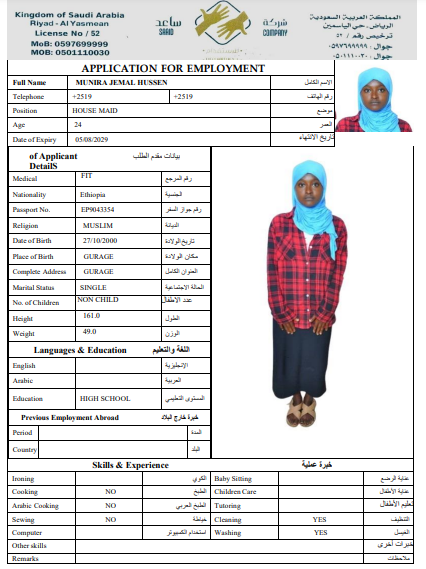 Kingdom of Saudi Arabia
Riyad - Al Yasmean
License No / 52
MoB: 0597699999
MOB: 0501110030
ساعد
SAAID
شركة
COMPANY
المملكة العربية السعودية
الرياض، حي الياسمين
ترخيص رقم / ٥٢
جوال: ٠٥٩٧٦٩٩٩٩٩
جوال: ٠٥٠١١١٠٠٣٠
APPLICATION FOR EMPLOYMENT
Full Name MUNIRA JEMAL HUSSEN الاسم الكامل
Telephone +2519 +2519 رقم الهاتف
Position HOUSE MAID موضع
Age 24 العمر
Date of Expiry 05/08/2029 تاريخ الانتهاء
of Applicant DetailS بيانات مقدم الطلب
Medical FIT رقم المرجع
Nationality Ethiopia الجنسية
Passport No. EP9043354 رقم جواز السفر
Religion MUSLIM الديانة
Date of Birth 27/10/2000 تاريخ الولادة
Place of Birth GURAGE مكان الولادة
Complete Address GURAGE العنوان الكامل
Marital Status SINGLE الحالة الاجتماعية
No. of Children NON CHILD عدد الاطفال
Height 161.0 الطول
Weight 49.0 الوزن
Languages & Education اللغة والتعليم
English الإنجليزية
Arabic العربية
Education HIGH SCHOOL المستوى التعليمي
Previous Employment Abroad خبرة خارج البلاد
Period المدة
Country البلد
Skills & Experience خبرة عملية
Ironing الكوي Baby Sitting عناية الرضع
Cooking NO الطبخ Children Care عناية الأطفال
Arabic Cooking NO الطبخ العربي Tutoring تعليم الأطفال
Sewing NO خياطة Cleaning YES التنظيف
Computer استخدام الكمبيوتر Washing YES الغسيل
Other skills خبرات أخرى
Remarks ملاحظات